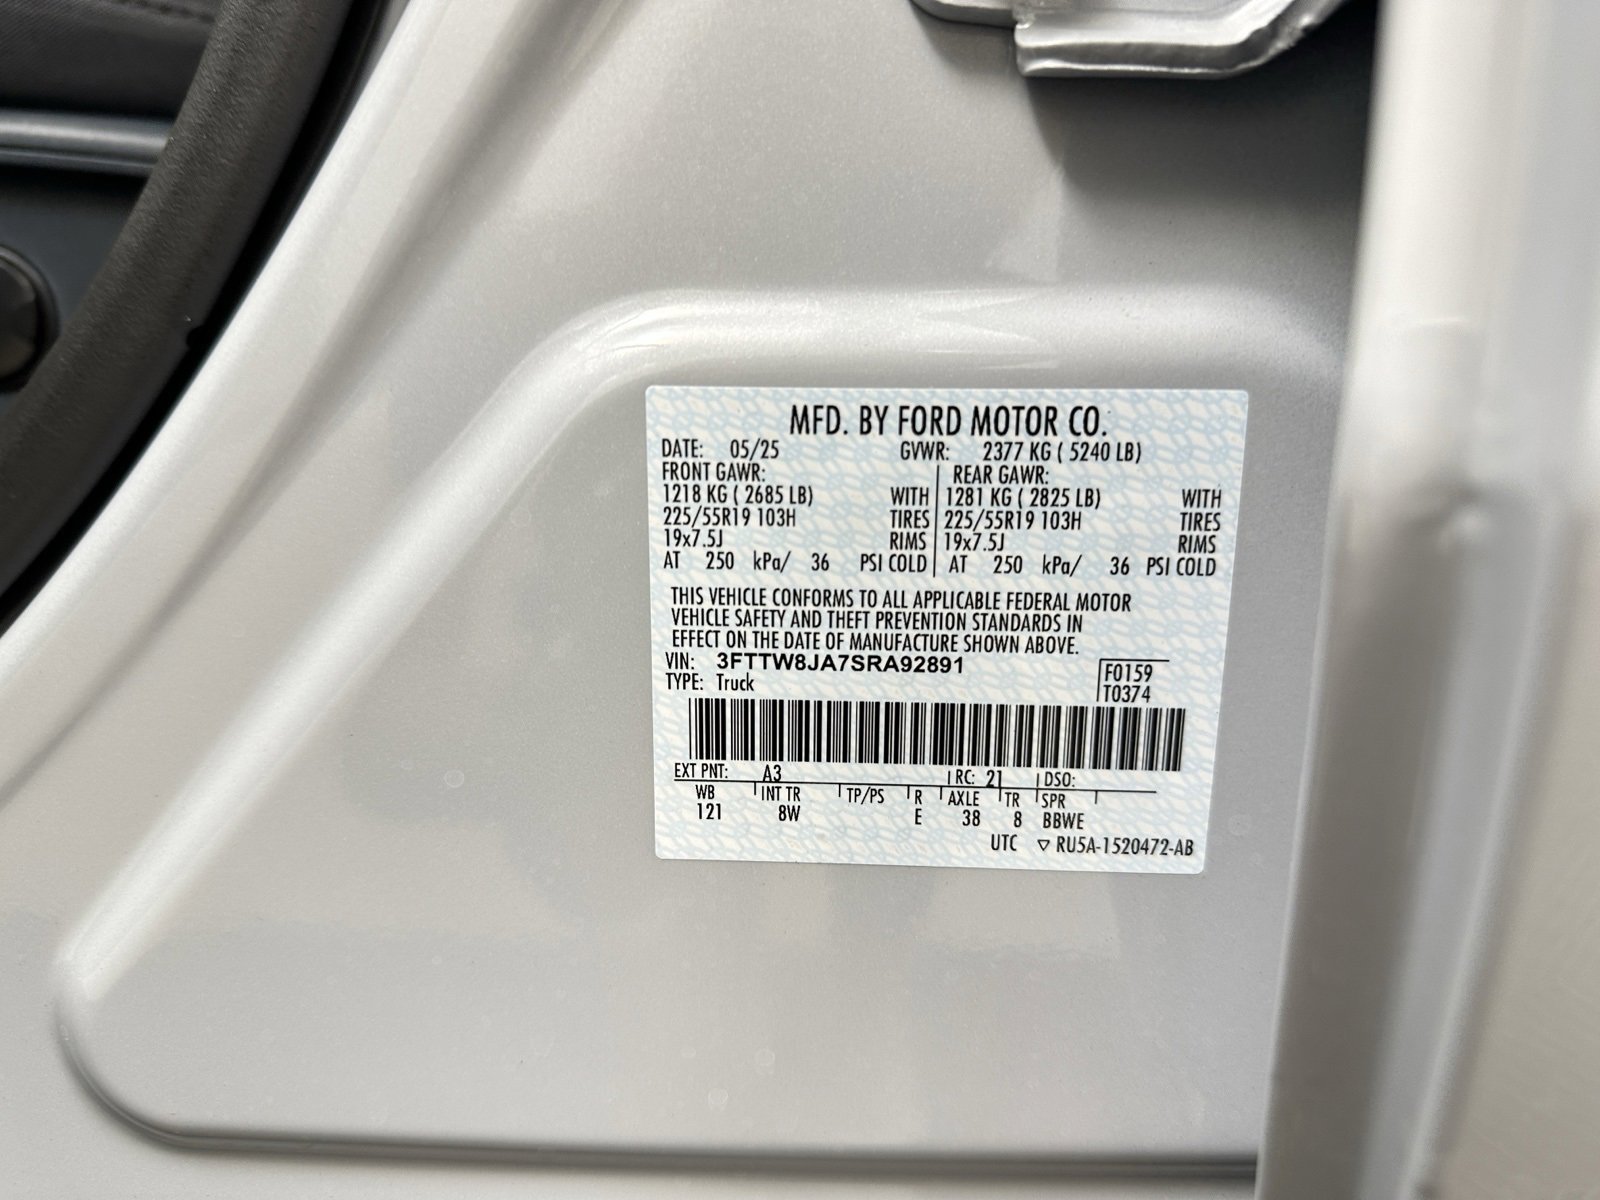 MFD. BY FORD MOTOR CO.
DATE: 05/25 GVWR: 2377 KG ( 5240 LB)
FRONT GAWR: REAR GAWR:
1218 KG ( 2685 LB) WITH 1281 KG ( 2825 LB) WITH
225/55R19 103H TIRES 225/55R19 103H TIRES
19x7.5J RIMS 19x7.5J RIMS
AT 250 kPa/ 36 PSI COLD AT 250 kPa/ 36 PSI COLD
THIS VEHICLE CONFORMS TO ALL APPLICABLE FEDERAL MOTOR
VEHICLE SAFETY AND THEFT PREVENTION STANDARDS IN
EFFECT ON THE DATE OF MANUFACTURE SHOWN ABOVE.
VIN: 3FTTW8JA7SRA92891
TYPE: Truck
F0159
T0374
EXT PNT: A3 RC: 21 DSO:
WB INT TR TP/PS R AXLE TR SPR
121 8W E 38 8 BBWE
UTC ▽ RU5A-1520472-AB